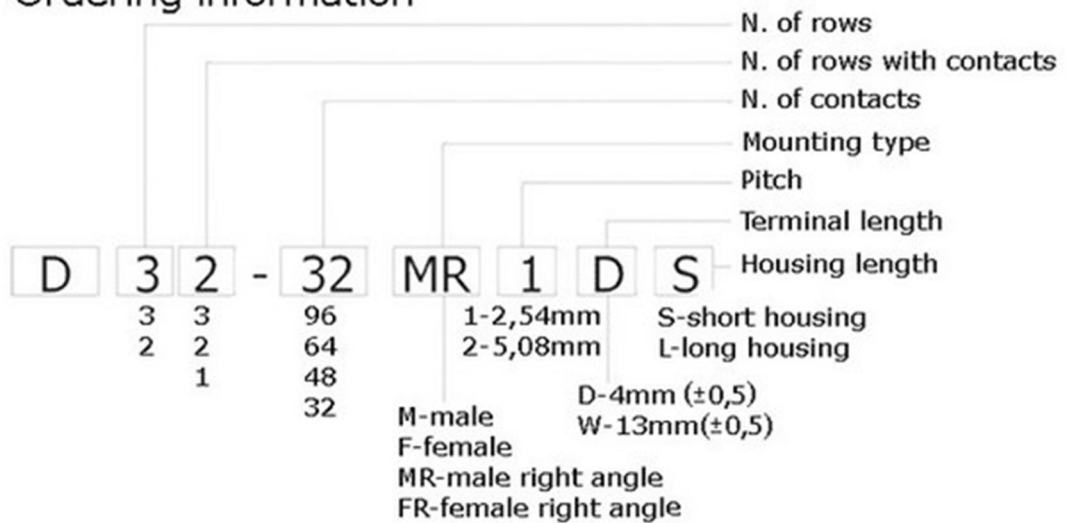 Ordering information
N. of rows
N. of rows with contacts
N. of contacts
Mounting type
Pitch
Terminal length
Housing length
D 3 2 - 32 MR 1 D S
3 3 96 1-2,54mm S-short housing
2 2 64 2-5,08mm L-long housing
1 48
32
D-4mm (±0,5)
W-13mm(±0,5)
M-male
F-female
MR-male right angle
FR-female right angle